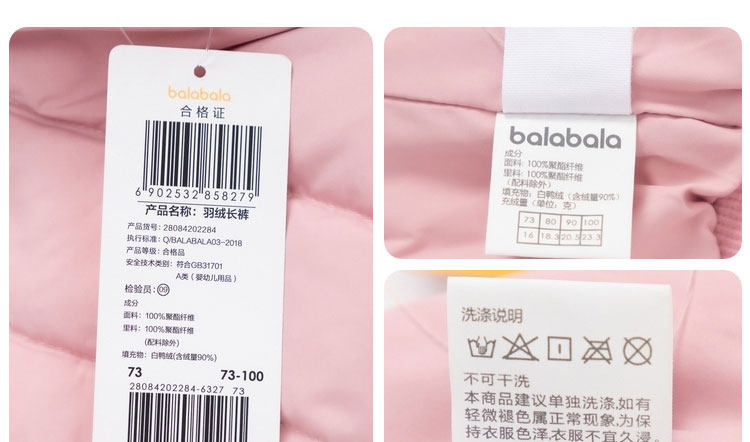 balabala
合格证
6 902532 858279
产品名称：羽绒长裤
产品货号：28084202284
执行标准：Q/BALABALA03-2018
产品等级：合格品
安全技术类别：符合GB31701
A类（婴幼儿用品）
检验员：09
成分
面料：100%聚酯纤维
里料：100%聚酯纤维
(配料除外)
填充物：白鸭绒(含绒量90%)
73 73-100
28084202284-6327 73
balabala
成分
面料：100%聚酯纤维
里料：100%聚酯纤维
(配料除外)
填充物：白鸭绒（含绒量90%）
充绒量（单位：克）
73 80 90 100
16 18.3 20.5 23.3
洗涤说明
不可干洗
本商品建议单独洗涤,如有
轻微褪色属正常现象,为保
持衣服色泽,衣服不宜久浸